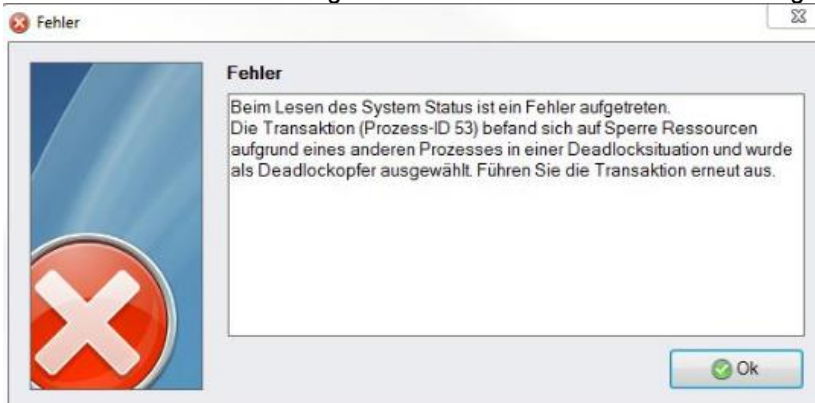 Fehler
Fehler
Beim Lesen des System Status ist ein Fehler aufgetreten.
Die Transaktion (Prozess-ID 53) befand sich auf Sperre Ressourcen
aufgrund eines anderen Prozesses in einer Deadlocksituation und wurde
als Deadlockopfer ausgewählt. Führen Sie die Transaktion erneut aus.
Ok